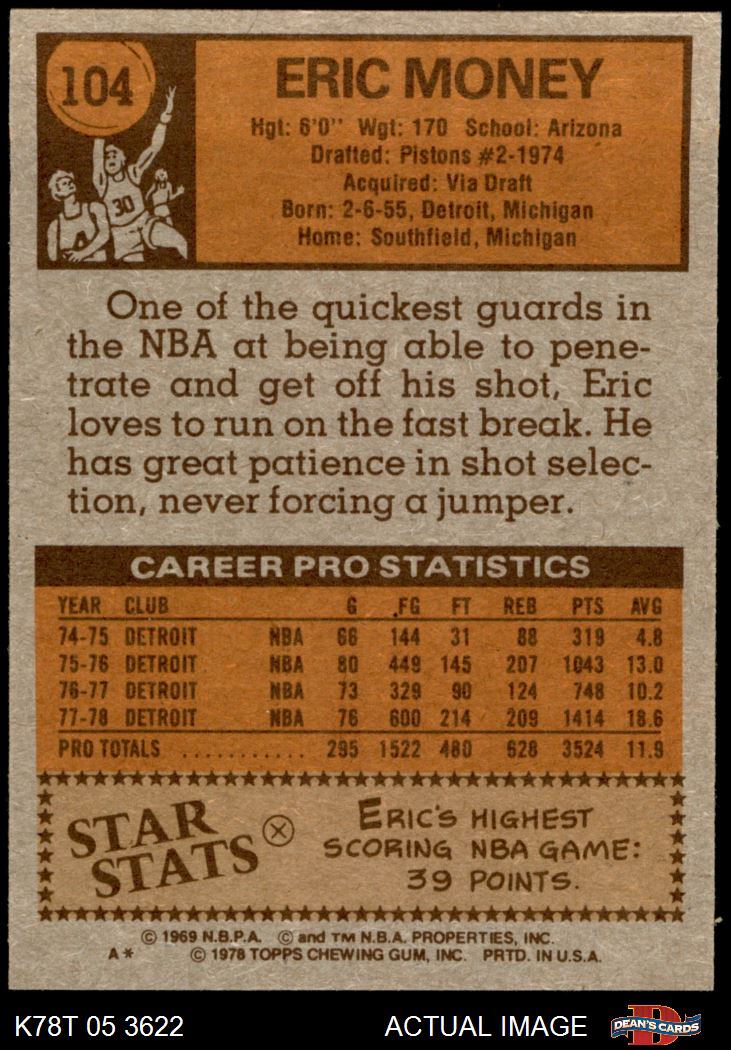 104
ERIC MONEY
Hgt: 6'0" Wgt: 170 School: Arizona
Drafted: Pistons #2-1974
Acquired: Via Draft
Born: 2-6-55, Detroit, Michigan
Home: Southfield, Michigan
30
One of the quickest guards in
the NBA at being able to pene-
trate and get off his shot, Eric
loves to run on the fast break. He
has great patience in shot selec-
tion, never forcing a jumper.
CAREER PRO STATISTICS
YEAR CLUB G FG FT REB PTS AVG
74-75 DETROIT NBA 66 144 31 88 319 4.8
75-76 DETROIT NBA 80 449 145 207 1043 13.0
76-77 DETROIT NBA 73 329 90 124 748 10.2
77-78 DETROIT NBA 76 600 214 209 1414 18.6
PRO TOTALS ........... 295 1522 480 628 3524 11.9
STAR STATS
ERIC'S HIGHEST
SCORING NBA GAME:
39 POINTS.
© 1969 N.B.P.A. © and TM N.B.A. PROPERTIES, INC.
A* © 1978 TOPPS CHEWING GUM, INC. PRTD. IN U.S.A.
K78T 05 3622 ACTUAL IMAGE DEAN'S CARDS